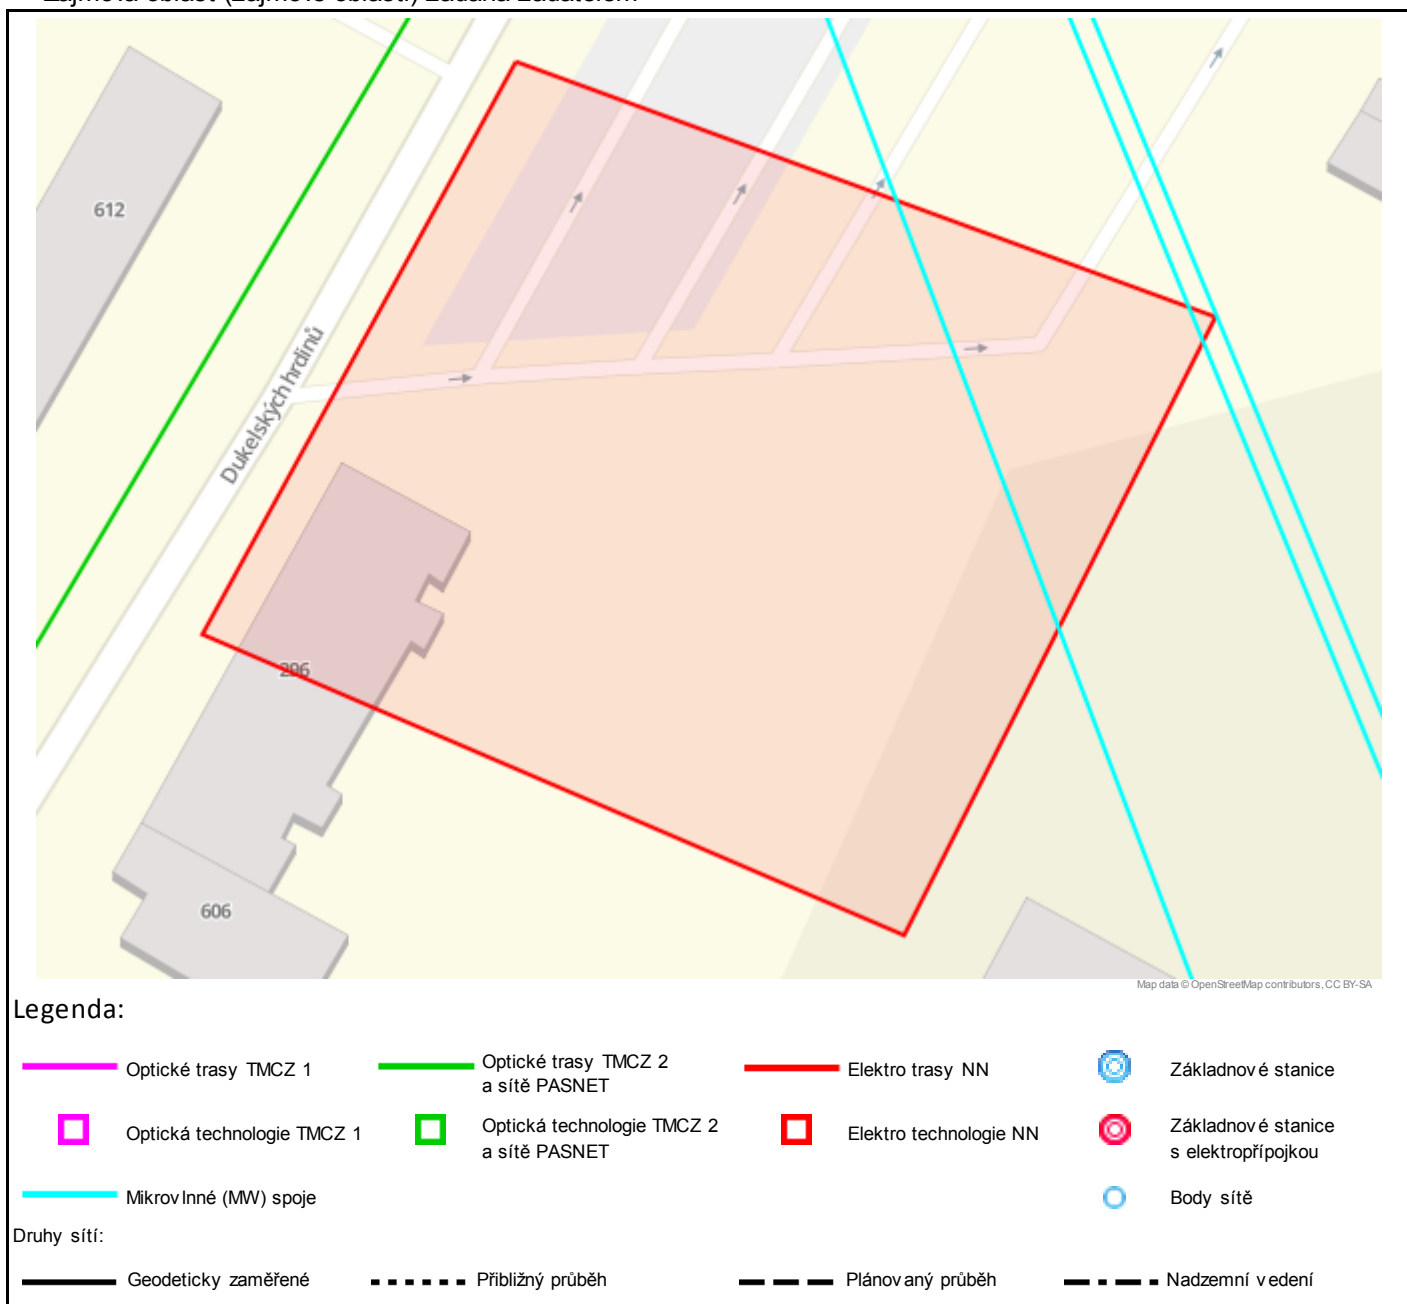 612
Dukelských hrdinů
296
606
Map data © OpenStreetMap contributors, CC BY-SA
Legenda:
Optické trasy TMCZ 1
Optické trasy TMCZ 2
a sítě PASNET
Elektro trasy NN
Základnové stanice
Optická technologie TMCZ 1
Optická technologie TMCZ 2
a sítě PASNET
Elektro technologie NN
Základnové stanice
s elektropřípojkou
Mikrovlnné (MW) spoje
Body sítě
Druhy sítí:
Geodeticky zaměřené
Přibližný průběh
Plánovaný průběh
Nadzemní vedení